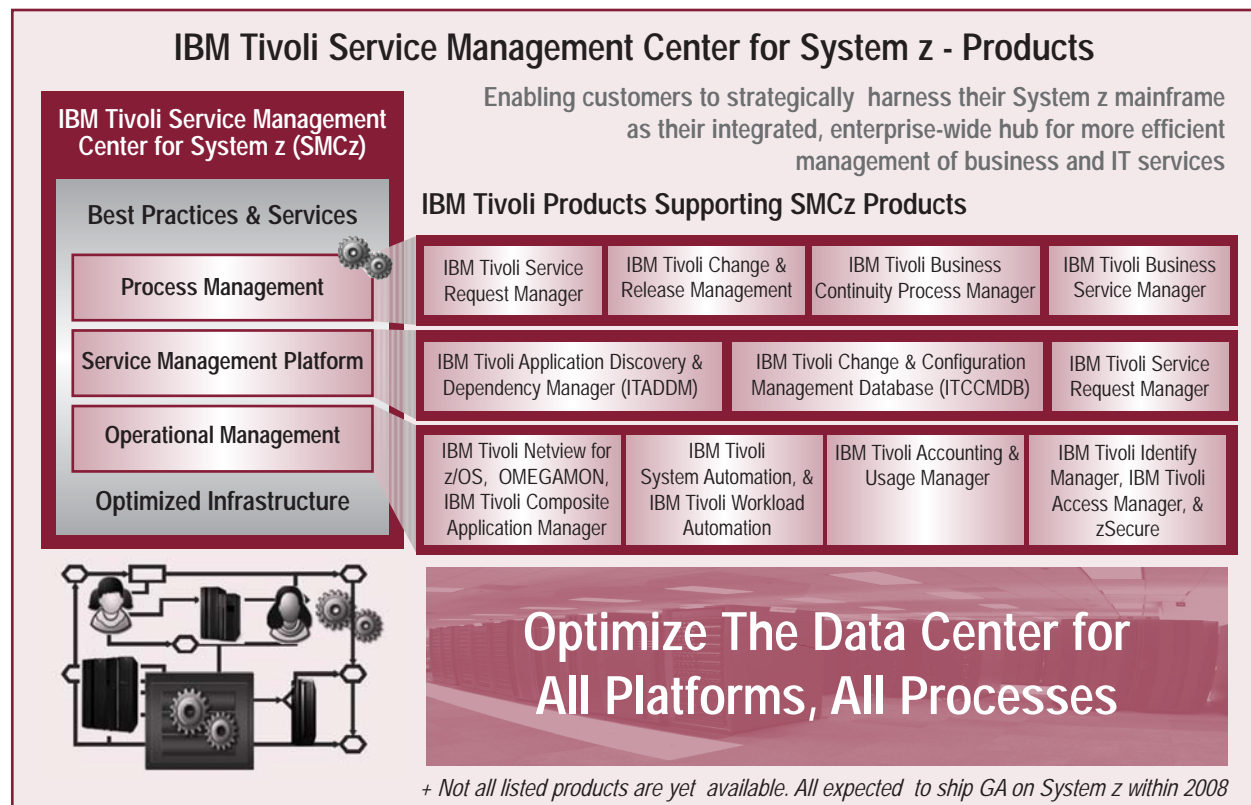 IBM Tivoli Service Management Center for System z - Products
IBM Tivoli Service Management
Center for System z (SMCz)
Enabling customers to strategically harness their System z mainframe
as their integrated, enterprise-wide hub for more efficient
management of business and IT services
Best Practices & Services
Process Management
Service Management Platform
Operational Management
Optimized Infrastructure
IBM Tivoli Products Supporting SMCz Products
IBM Tivoli Service
Request Manager
IBM Tivoli Change &
Release Management
IBM Tivoli Business
Continuity Process Manager
IBM Tivoli Business
Service Manager
IBM Tivoli Application Discovery &
Dependency Manager (ITADDM)
IBM Tivoli Change & Configuration
Management Database (ITCCMDB)
IBM Tivoli Service
Request Manager
IBM Tivoli Netview for
z/OS, OMEGAMON,
IBM Tivoli Composite
Application Manager
IBM Tivoli
System Automation, &
IBM Tivoli Workload
Automation
IBM Tivoli Accounting &
Usage Manager
IBM Tivoli Identify
Manager, IBM Tivoli
Access Manager, &
zSecure
Optimize The Data Center for
All Platforms, All Processes
+ Not all listed products are yet available. All expected to ship GA on System z within 2008